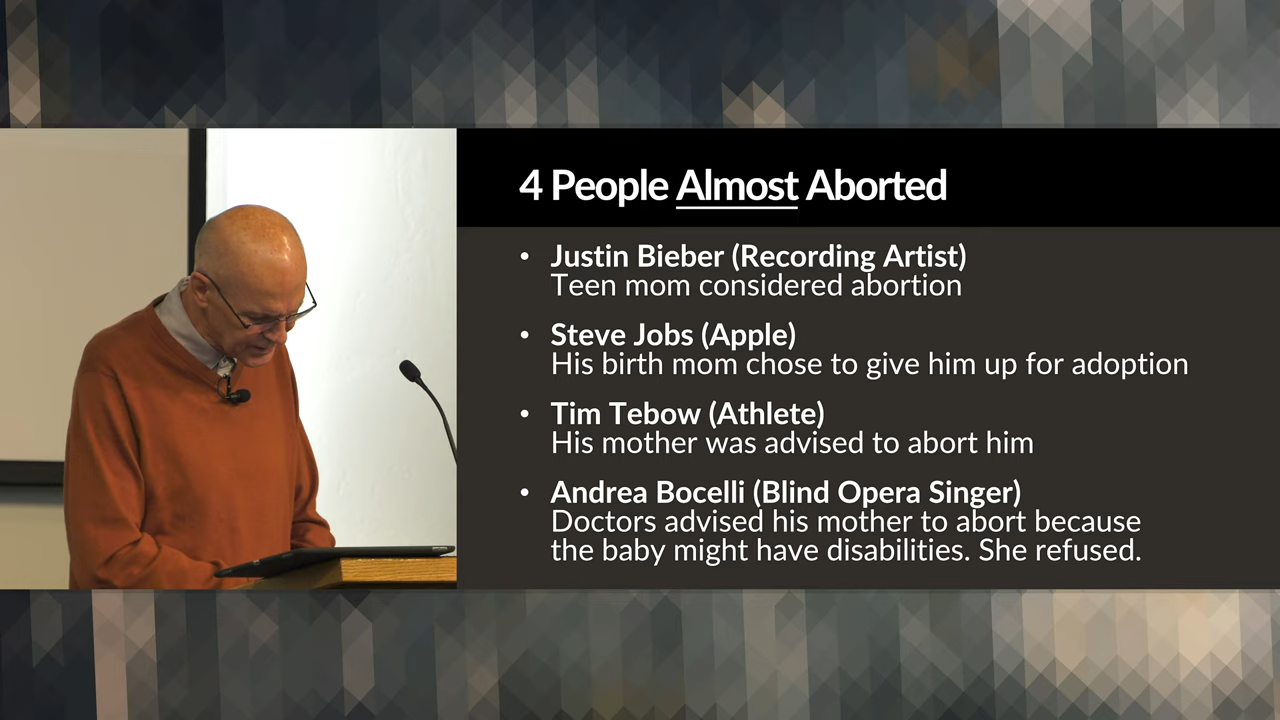 4 People Almost Aborted
• Justin Bieber (Recording Artist)
Teen mom considered abortion
• Steve Jobs (Apple)
His birth mom chose to give him up for adoption
• Tim Tebow (Athlete)
His mother was advised to abort him
• Andrea Bocelli (Blind Opera Singer)
Doctors advised his mother to abort because
the baby might have disabilities. She refused.